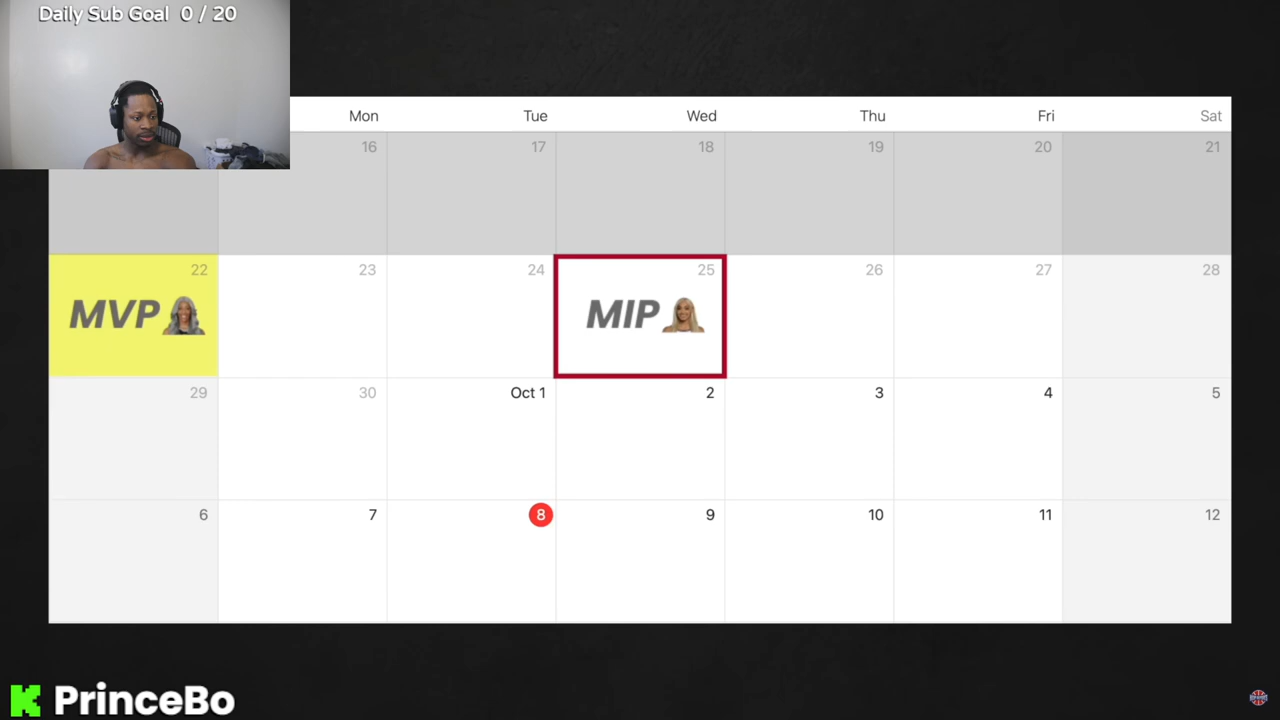 Daily Sub Goal 0 / 20
Mon Tue Wed Thu Fri Sat
16 17 18 19 20 21
22 23 24 25 26 27 28
MVP MIP
29 30 Oct 1 2 3 4 5
6 7 8 9 10 11 12
PrinceBo